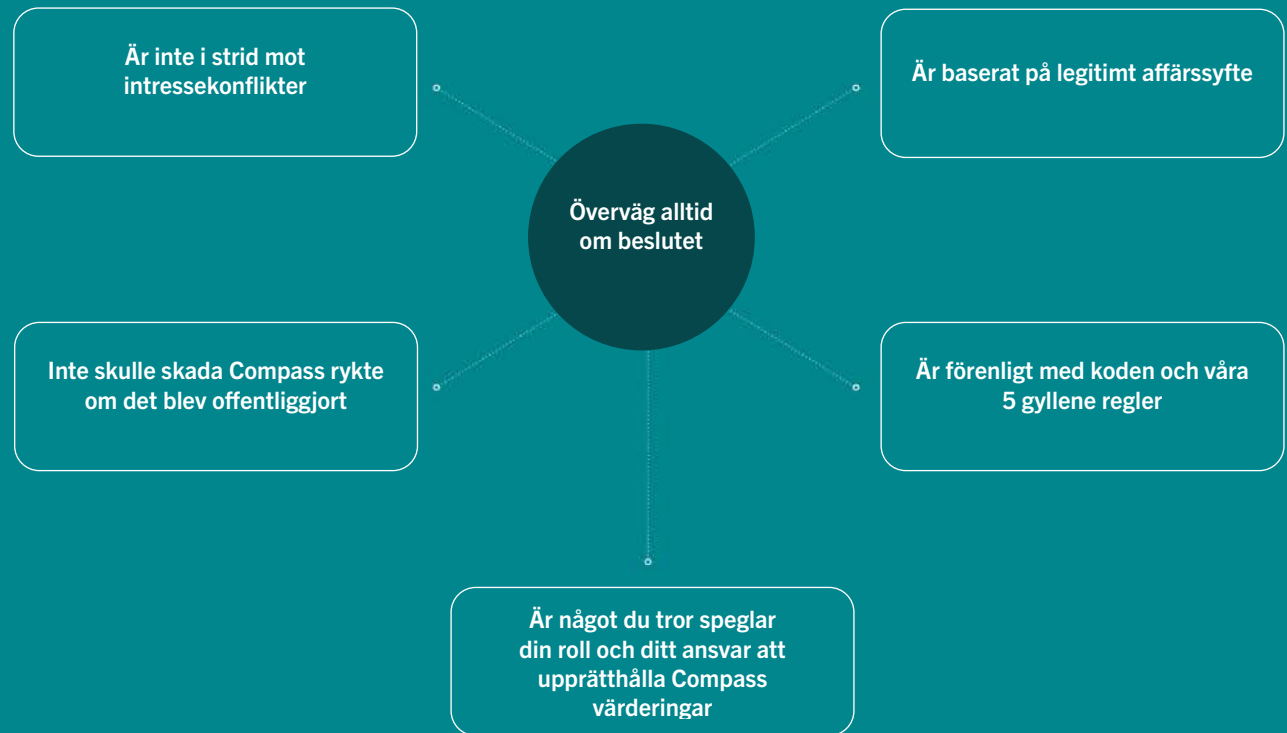 Är inte i strid mot
intressekonflikter
Är baserat på legitimt affärssyfte
Överväg alltid
om beslutet
Inte skulle skada Compass rykte
om det blev offentliggjort
Är förenligt med koden och våra
5 gyllene regler
Är något du tror speglar
din roll och ditt ansvar att
upprätthålla Compass
värderingar